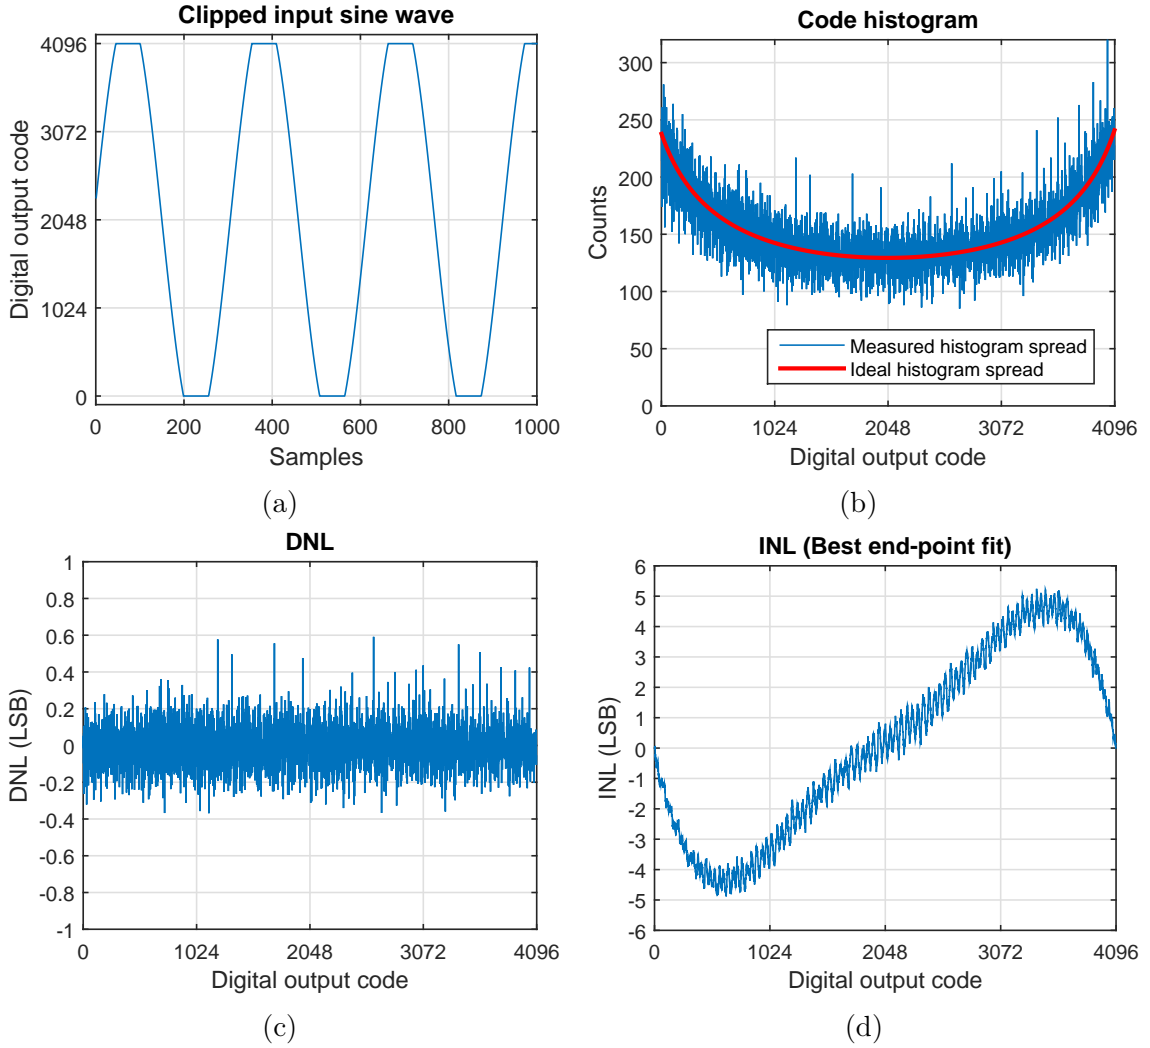 Clipped input sine wave
4096
3072
2048
1024
0
Digital output code
0 200 400 600 800 1000
Samples
(a)
Code histogram
300
250
200
150
100
50
0
Counts
Measured histogram spread
Ideal histogram spread
0 1024 2048 3072 4096
Digital output code
(b)
DNL
1
0.8
0.6
0.4
0.2
0
-0.2
-0.4
-0.6
-0.8
-1
DNL (LSB)
0 1024 2048 3072 4096
Digital output code
(c)
INL (Best end-point fit)
6
5
4
3
2
1
0
-1
-2
-3
-4
-5
-6
INL (LSB)
0 1024 2048 3072 4096
Digital output code
(d)